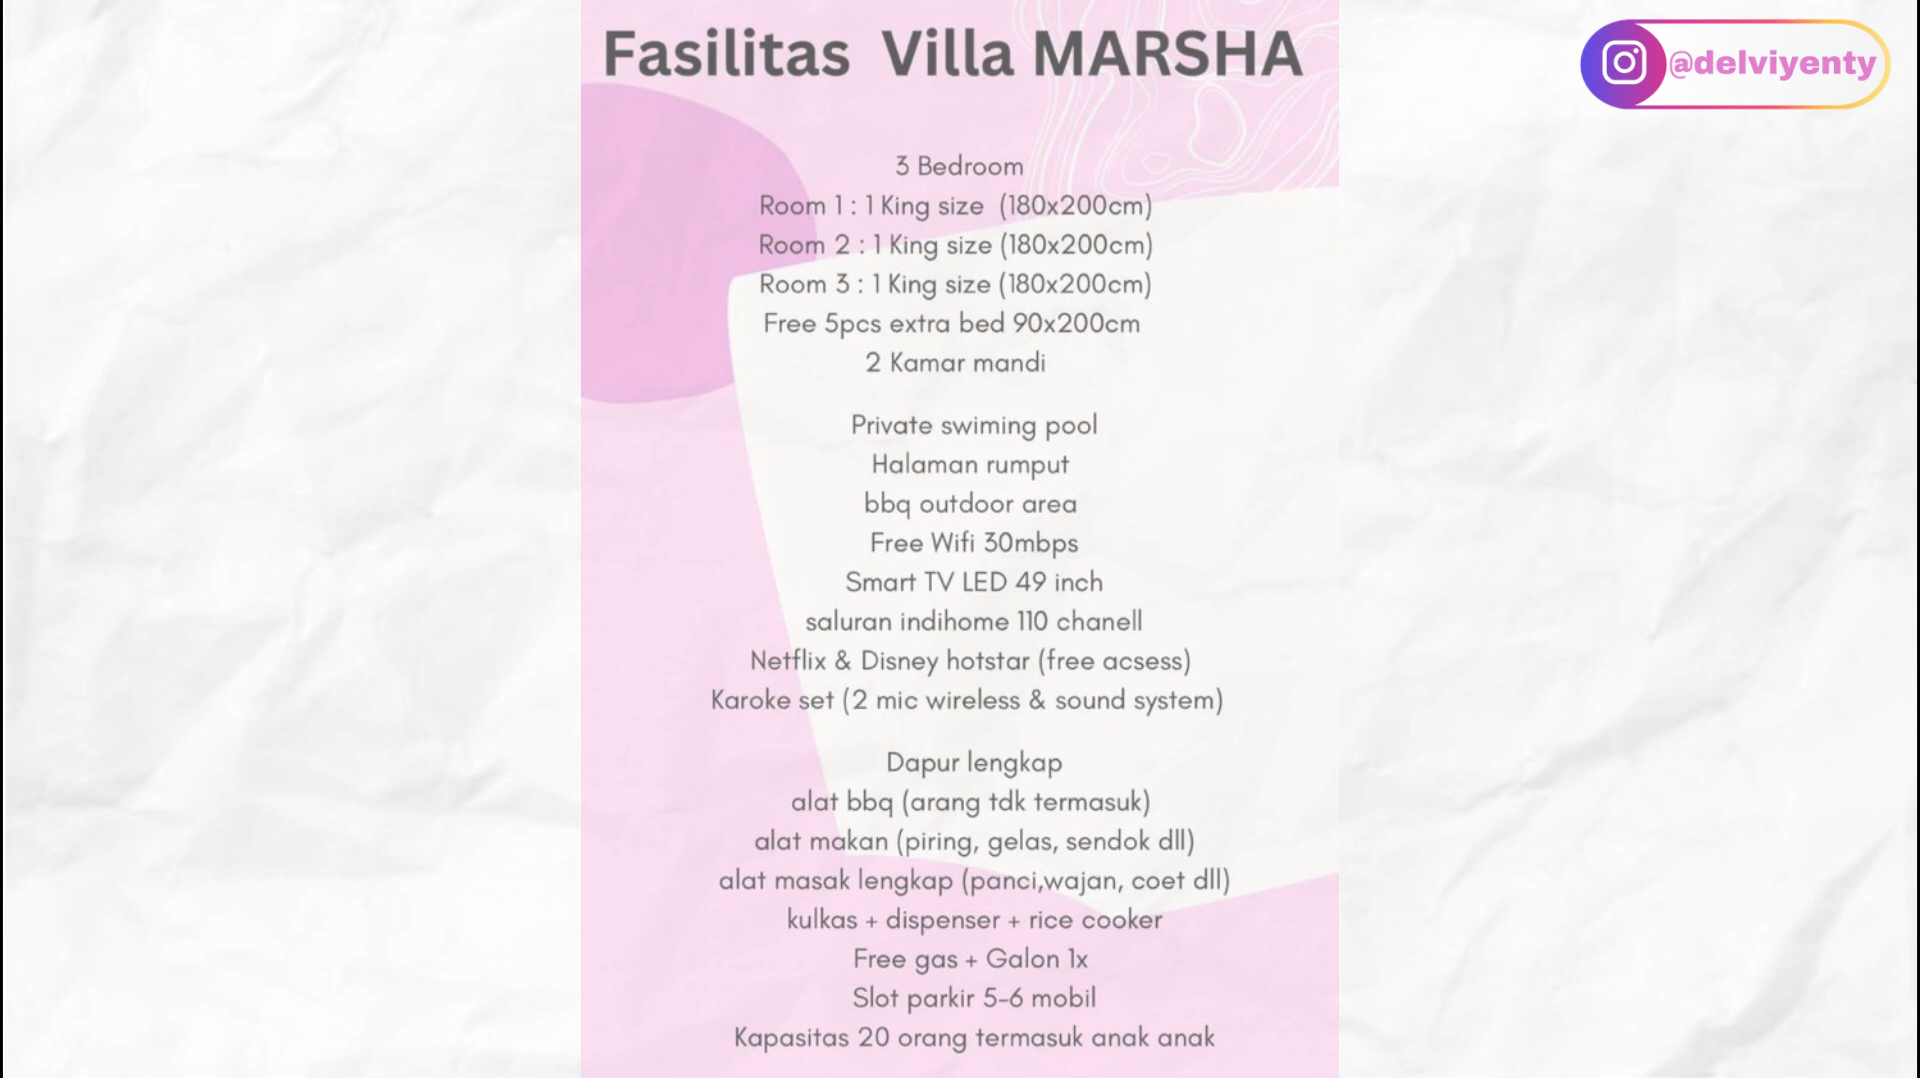 Fasilitas Villa MARSHA
@delviyenty
3 Bedroom
Room 1 : 1 King size (180x200cm)
Room 2 : 1 King size (180x200cm)
Room 3 : 1 King size (180x200cm)
Free 5pcs extra bed 90x200cm
2 Kamar mandi
Private swiming pool
Halaman rumput
bbq outdoor area
Free Wifi 30mbps
Smart TV LED 49 inch
saluran indihome 110 chanell
Netflix & Disney hotstar (free acsess)
Karoke set (2 mic wireless & sound system)
Dapur lengkap
alat bbq (arang tdk termasuk)
alat makan (piring, gelas, sendok dll)
alat masak lengkap (panci,wajan, coet dll)
kulkas + dispenser + rice cooker
Free gas + Galon 1x
Slot parkir 5-6 mobil
Kapasitas 20 orang termasuk anak anak